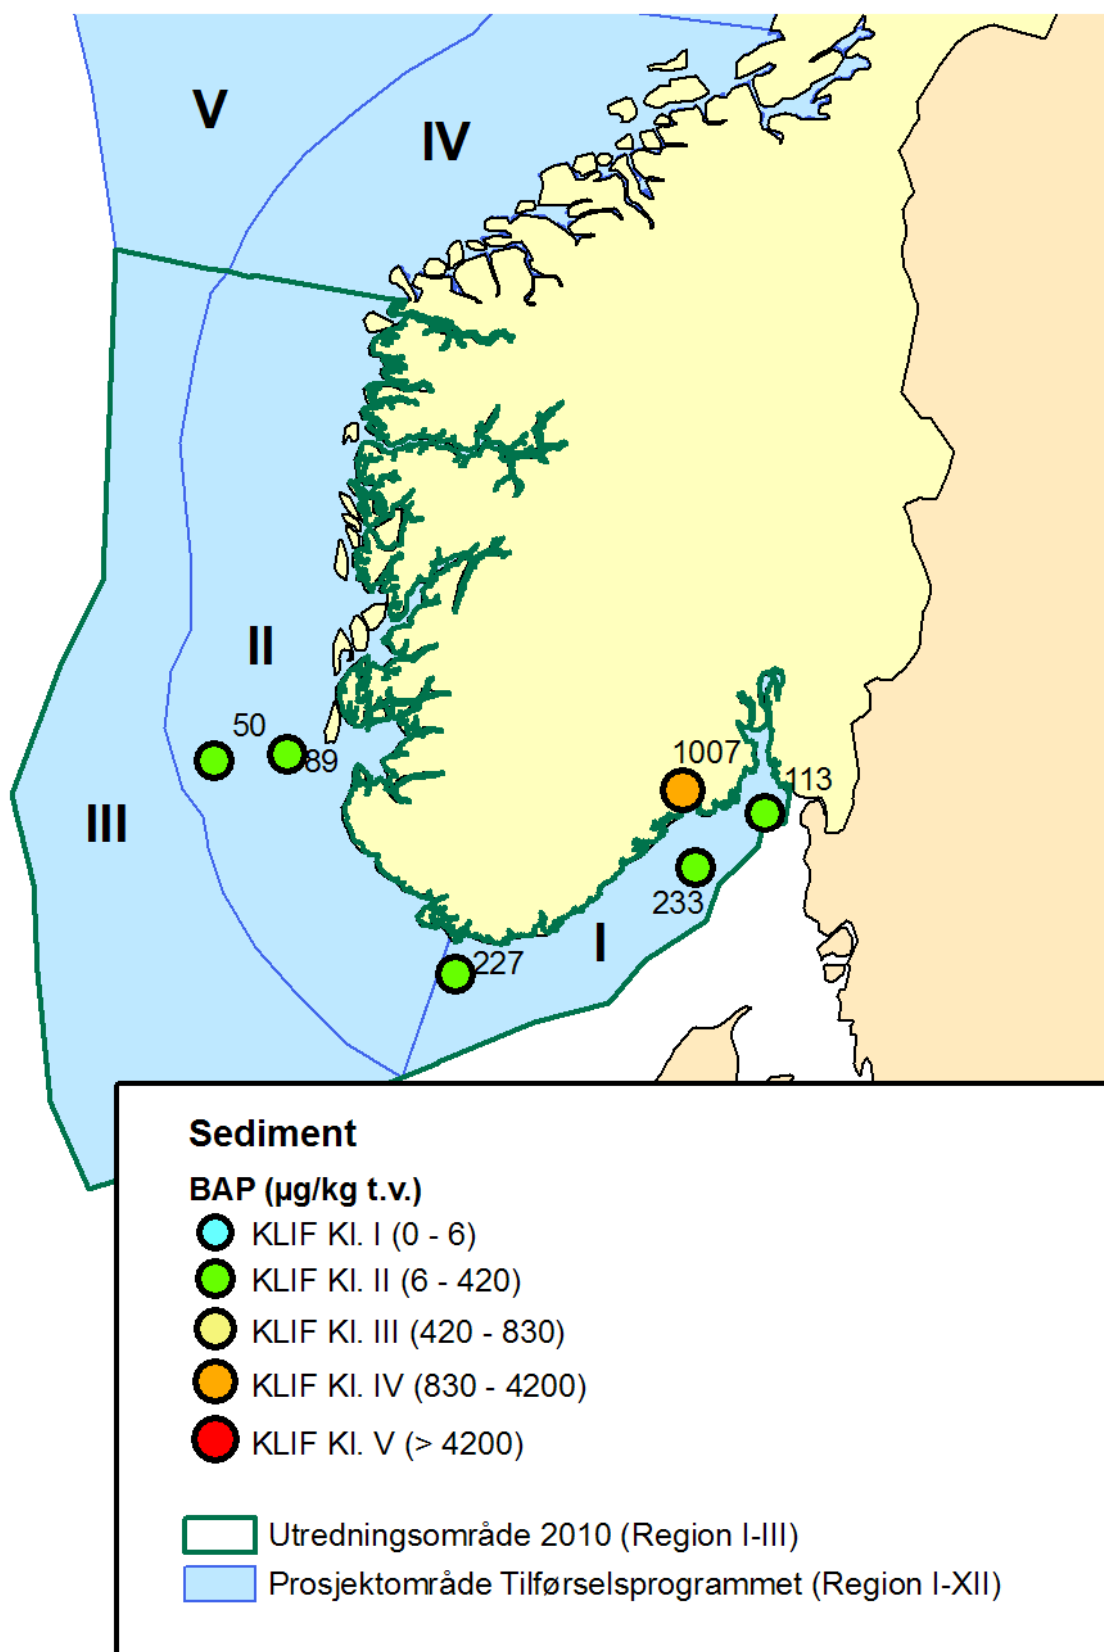 V
IV
II
50
89
III
1007
113
233
I
227
Sediment
BAP (µg/kg t.v.)
KLIF Kl. I (0 - 6)
KLIF Kl. II (6 - 420)
KLIF Kl. III (420 - 830)
KLIF Kl. IV (830 - 4200)
KLIF Kl. V (> 4200)
Utredningsområde 2010 (Region I-III)
Prosjektområde Tilførselsprogrammet (Region I-XII)